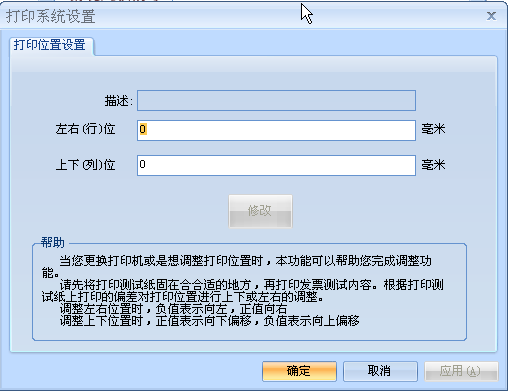 打印系统设置
打印位置设置
描述:
左右(行)位 0 毫米
上下(列)位 0 毫米
修改
帮助
当您更换打印机或是想调整打印位置时，本功能可以帮助您完成调整功
能。
请先将打印测试纸固在合合适的地方，再打印发票测试内容。根据打印测
试纸上打印的偏差对打印位置进行上下或左右的调整。
调整左右位置时，负值表示向左，正值向右
调整上下位置时，正值表示向下偏移，负值表示向上偏移
确定 取消 应用(A)